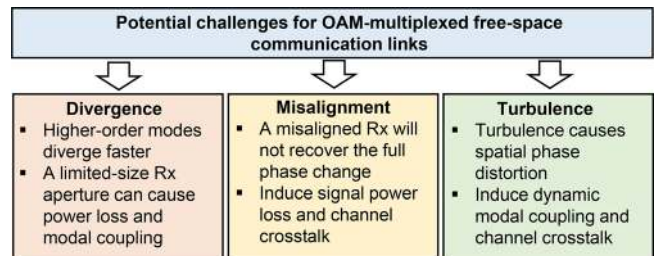 Potential challenges for OAM-multiplexed free-space
communication links
Divergence
▪ Higher-order modes
diverge faster
▪ A limited-size Rx
aperture can cause
power loss and
modal coupling
Misalignment
▪ A misaligned Rx will
not recover the full
phase change
▪ Induce signal power
loss and channel
crosstalk
Turbulence
▪ Turbulence causes
spatial phase
distortion
▪ Induce dynamic
modal coupling and
channel crosstalk